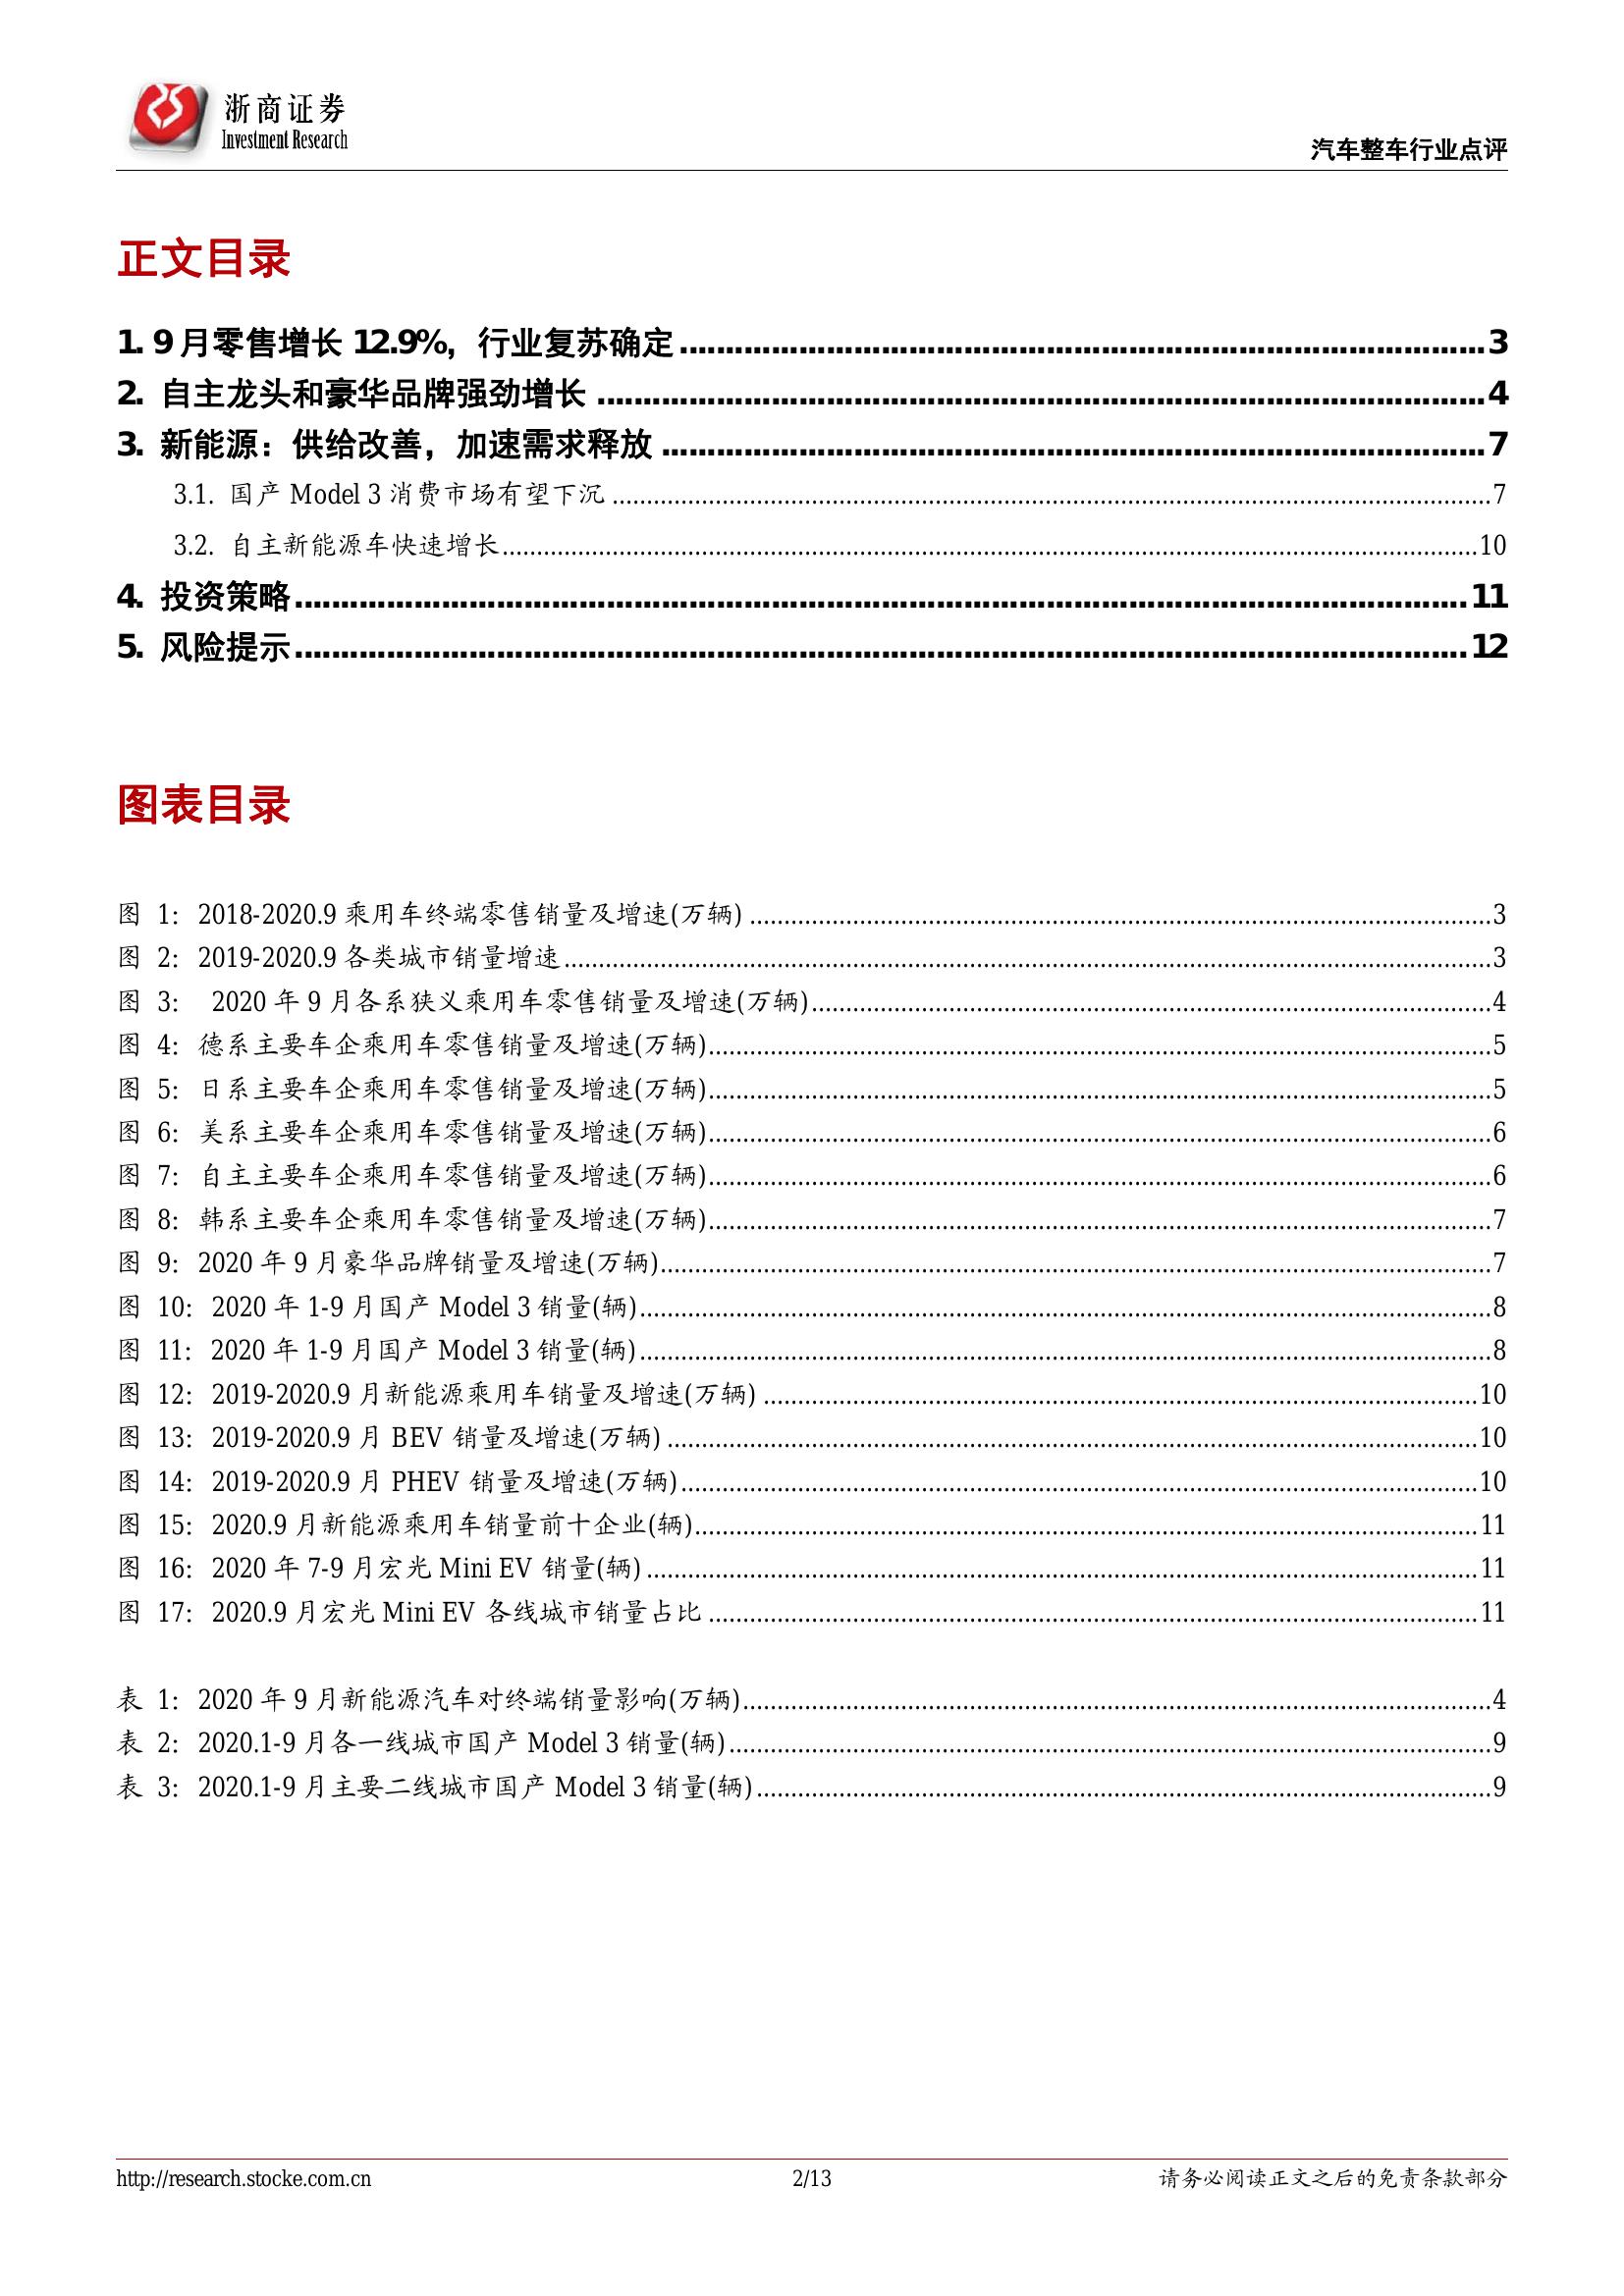 浙商证券
Investment Research
汽车整车行业点评
正文目录
1. 9 月零售增长 12.9%，行业复苏确定 3
2. 自主龙头和豪华品牌强劲增长 4
3. 新能源：供给改善，加速需求释放 7
3.1. 国产 Model 3 消费市场有望下沉 7
3.2. 自主新能源车快速增长 10
4. 投资策略 11
5. 风险提示 12
图表目录
图 1：2018-2020.9 乘用车终端零售销量及增速(万辆) 3
图 2：2019-2020.9 各类城市销量增速 3
图 3： 2020 年 9 月各系狭义乘用车零售销量及增速(万辆) 4
图 4：德系主要车企乘用车零售销量及增速(万辆) 5
图 5：日系主要车企乘用车零售销量及增速(万辆) 5
图 6：美系主要车企乘用车零售销量及增速(万辆) 6
图 7：自主主要车企乘用车零售销量及增速(万辆) 6
图 8：韩系主要车企乘用车零售销量及增速(万辆) 7
图 9：2020 年 9 月豪华品牌销量及增速(万辆) 7
图 10：2020 年 1-9 月国产 Model 3 销量(辆) 8
图 11：2020 年 1-9 月国产 Model 3 销量(辆) 8
图 12：2019-2020.9 月新能源乘用车销量及增速(万辆) 10
图 13：2019-2020.9 月 BEV 销量及增速(万辆) 10
图 14：2019-2020.9 月 PHEV 销量及增速(万辆) 10
图 15：2020.9 月新能源乘用车销量前十企业(辆) 11
图 16：2020 年 7-9 月宏光 Mini EV 销量(辆) 11
图 17：2020.9 月宏光 Mini EV 各线城市销量占比 11
表 1：2020 年 9 月新能源汽车对终端销量影响(万辆) 4
表 2：2020.1-9 月各一线城市国产 Model 3 销量(辆) 9
表 3：2020.1-9 月主要二线城市国产 Model 3 销量(辆) 9
http://research.stocke.com.cn 2/13 请务必阅读正文之后的免责条款部分